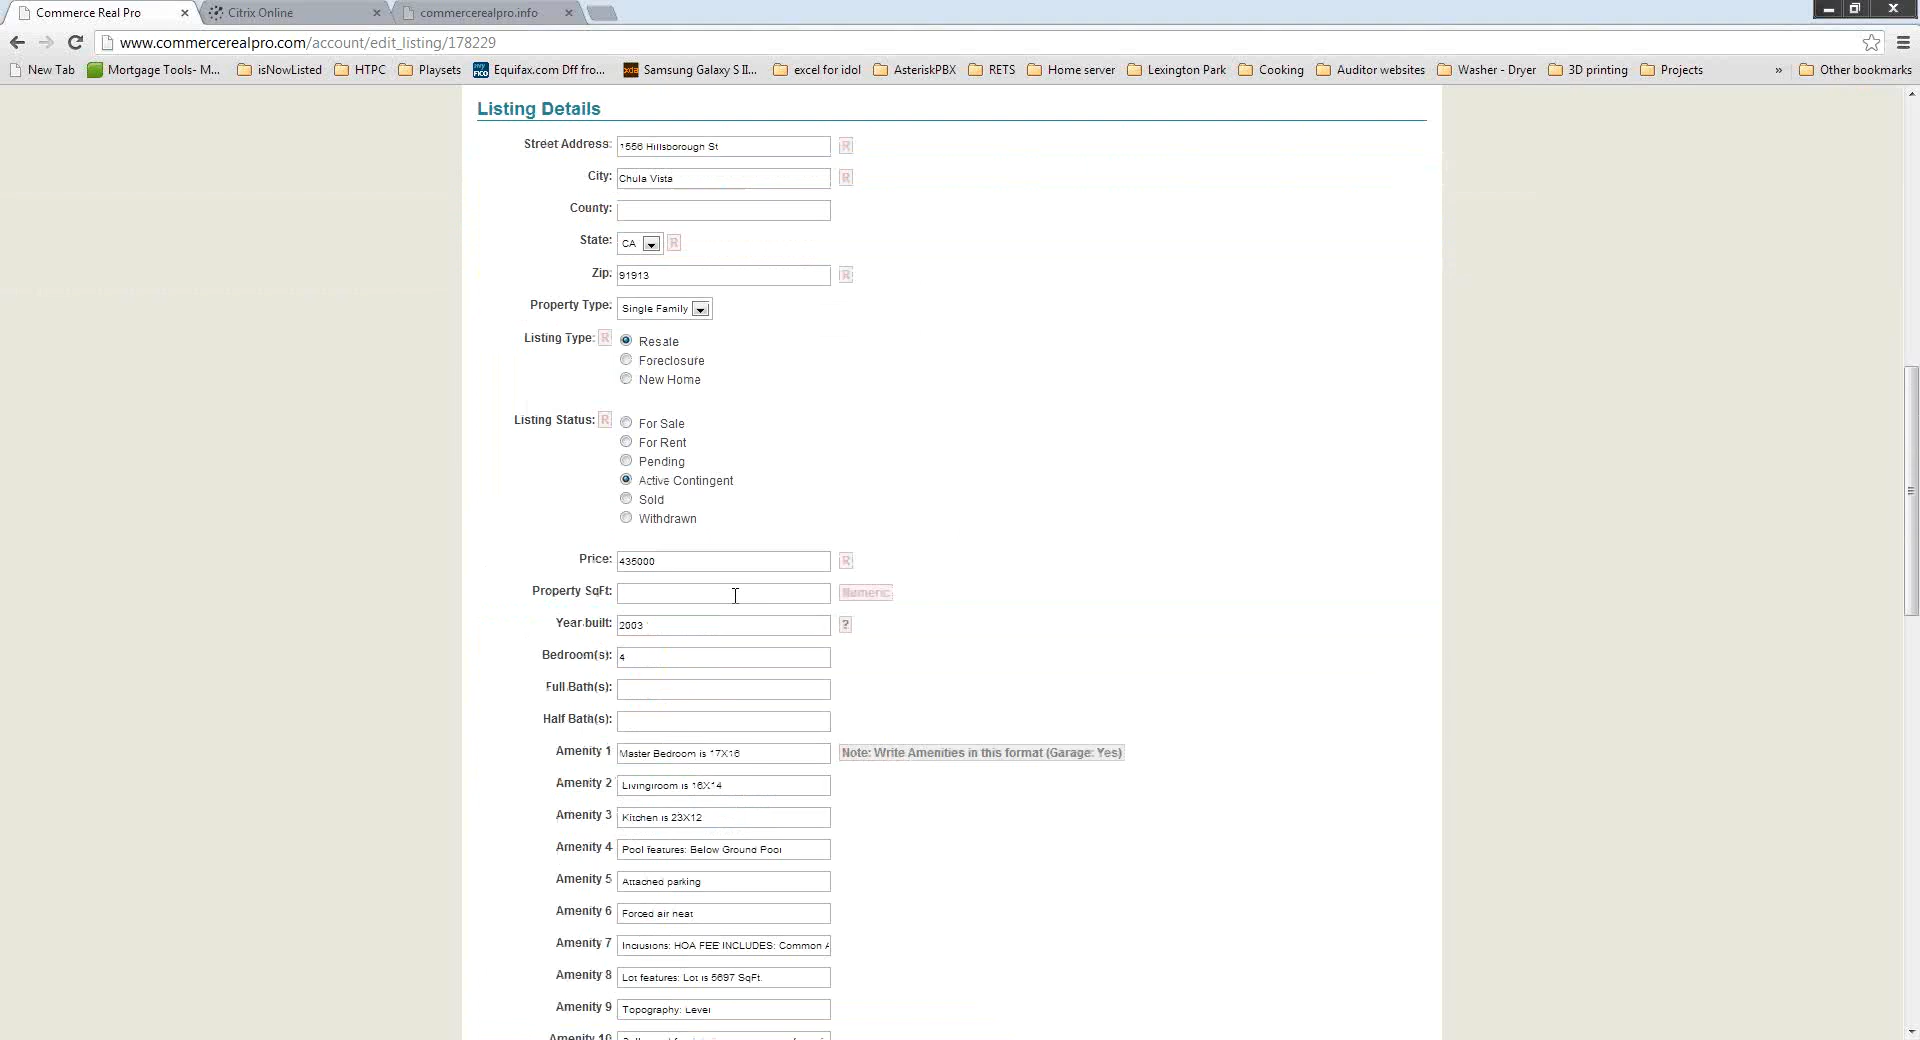 Commerce Real Pro
Citrix Online
commercerealpro.info
www.commercerealpro.com/account/edit_listing/178229
New Tab
Mortgage Tools- M...
isNowListed
HTPC
Playsets
my FICO
Equifax.com Dff fro...
xda
Samsung Galaxy S II...
excel for idol
AsteriskPBX
RETS
Home server
Lexington Park
Cooking
Auditor websites
Washer - Dryer
3D printing
Projects
»
Other bookmarks
Listing Details
Street Address: 1556 Hillsborough St R
City: Chula Vista R
County:
State: CA R
Zip: 91913 R
Property Type: Single Family
Listing Type: R Resale
Foreclosure
New Home
Listing Status: R For Sale
For Rent
Pending
Active Contingent
Sold
Withdrawn
Price: 435000 R
Property SqFt: Numeric
Year built: 2003 ?
Bedroom(s): 4
Full Bath(s):
Half Bath(s):
Amenity 1 Master Bedroom is 17X16 Note: Write Amenities in this format (Garage: Yes)
Amenity 2 Livingroom is 16X14
Amenity 3 Kitchen is 23X12
Amenity 4 Pool features: Below Ground Pool
Amenity 5 Attached parking
Amenity 6 Forced air heat
Amenity 7 Inclusions: HOA FEE INCLUDES: Common A
Amenity 8 Lot features: Lot is 5697 SqFt.
Amenity 9 Topography: Level
Amenity 10